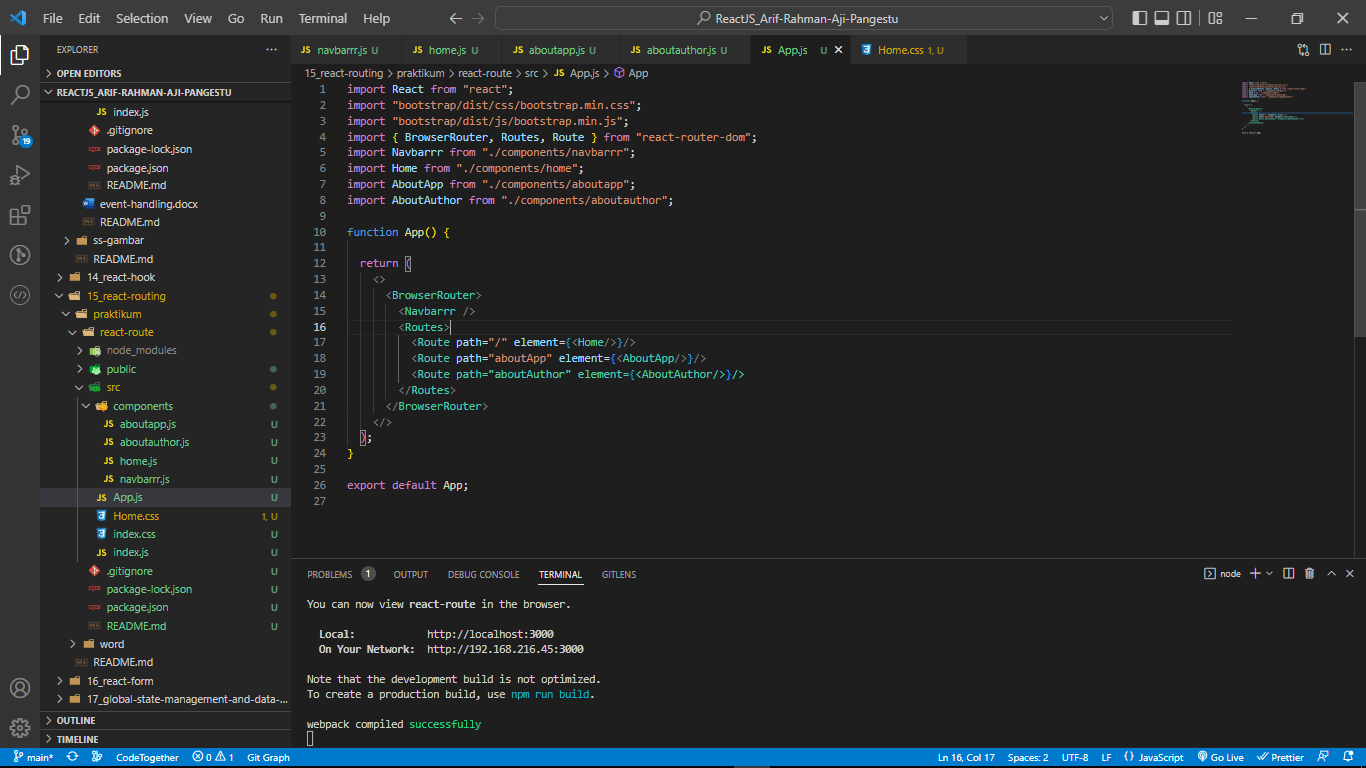 File Edit Selection View Go Run Terminal Help
ReactJS_Arif-Rahman-Aji-Pangestu
EXPLORER
OPEN EDITORS
REACTJS_ARIF-RAHMAN-AJI-PANGESTU
JS index.js
.gitignore
package-lock.json
package.json
README.md
event-handling.docx
README.md
ss-gambar
README.md
14_react-hook
15_react-routing
praktikum
react-route
node_modules
public
src
components
JS aboutapp.js U
JS aboutauthor.js U
JS home.js U
JS navbarrr.js U
JS App.js U
Home.css 1, U
index.css U
JS index.js U
.gitignore U
package-lock.json U
package.json U
README.md U
word
README.md
16_react-form
17_global-state-management-and-data-...
OUTLINE
TIMELINE
19
JS navbarrr.js U JS home.js U JS aboutapp.js U JS aboutauthor.js U JS App.js U Home.css 1, U
15_react-routing > praktikum > react-route > src > JS App.js > App
1 import React from "react";
2 import "bootstrap/dist/css/bootstrap.min.css";
3 import "bootstrap/dist/js/bootstrap.min.js";
4 import { BrowserRouter, Routes, Route } from "react-router-dom";
5 import Navbarrr from "./components/navbarrr";
6 import Home from "./components/home";
7 import AboutApp from "./components/aboutapp";
8 import AboutAuthor from "./components/aboutauthor";
9
10 function App() {
11
12 return (
13 <>
14 <BrowserRouter>
15 <Navbarrr />
16 <Routes>
17 <Route path="/" element={<Home/>}/>
18 <Route path="aboutApp" element={<AboutApp/>}/>
19 <Route path="aboutAuthor" element={<AboutAuthor/>}/>
20 </Routes>
21 </BrowserRouter>
22 </>
23 );
24 }
25
26 export default App;
27
PROBLEMS 1 OUTPUT DEBUG CONSOLE TERMINAL GITLENS
node
You can now view react-route in the browser.
Local: http://localhost:3000
On Your Network: http://192.168.216.45:3000
Note that the development build is not optimized.
To create a production build, use npm run build.
webpack compiled successfully
main* CodeTogether 0 1 Git Graph
Ln 16, Col 17 Spaces: 2 UTF-8 LF {} JavaScript Go Live Prettier